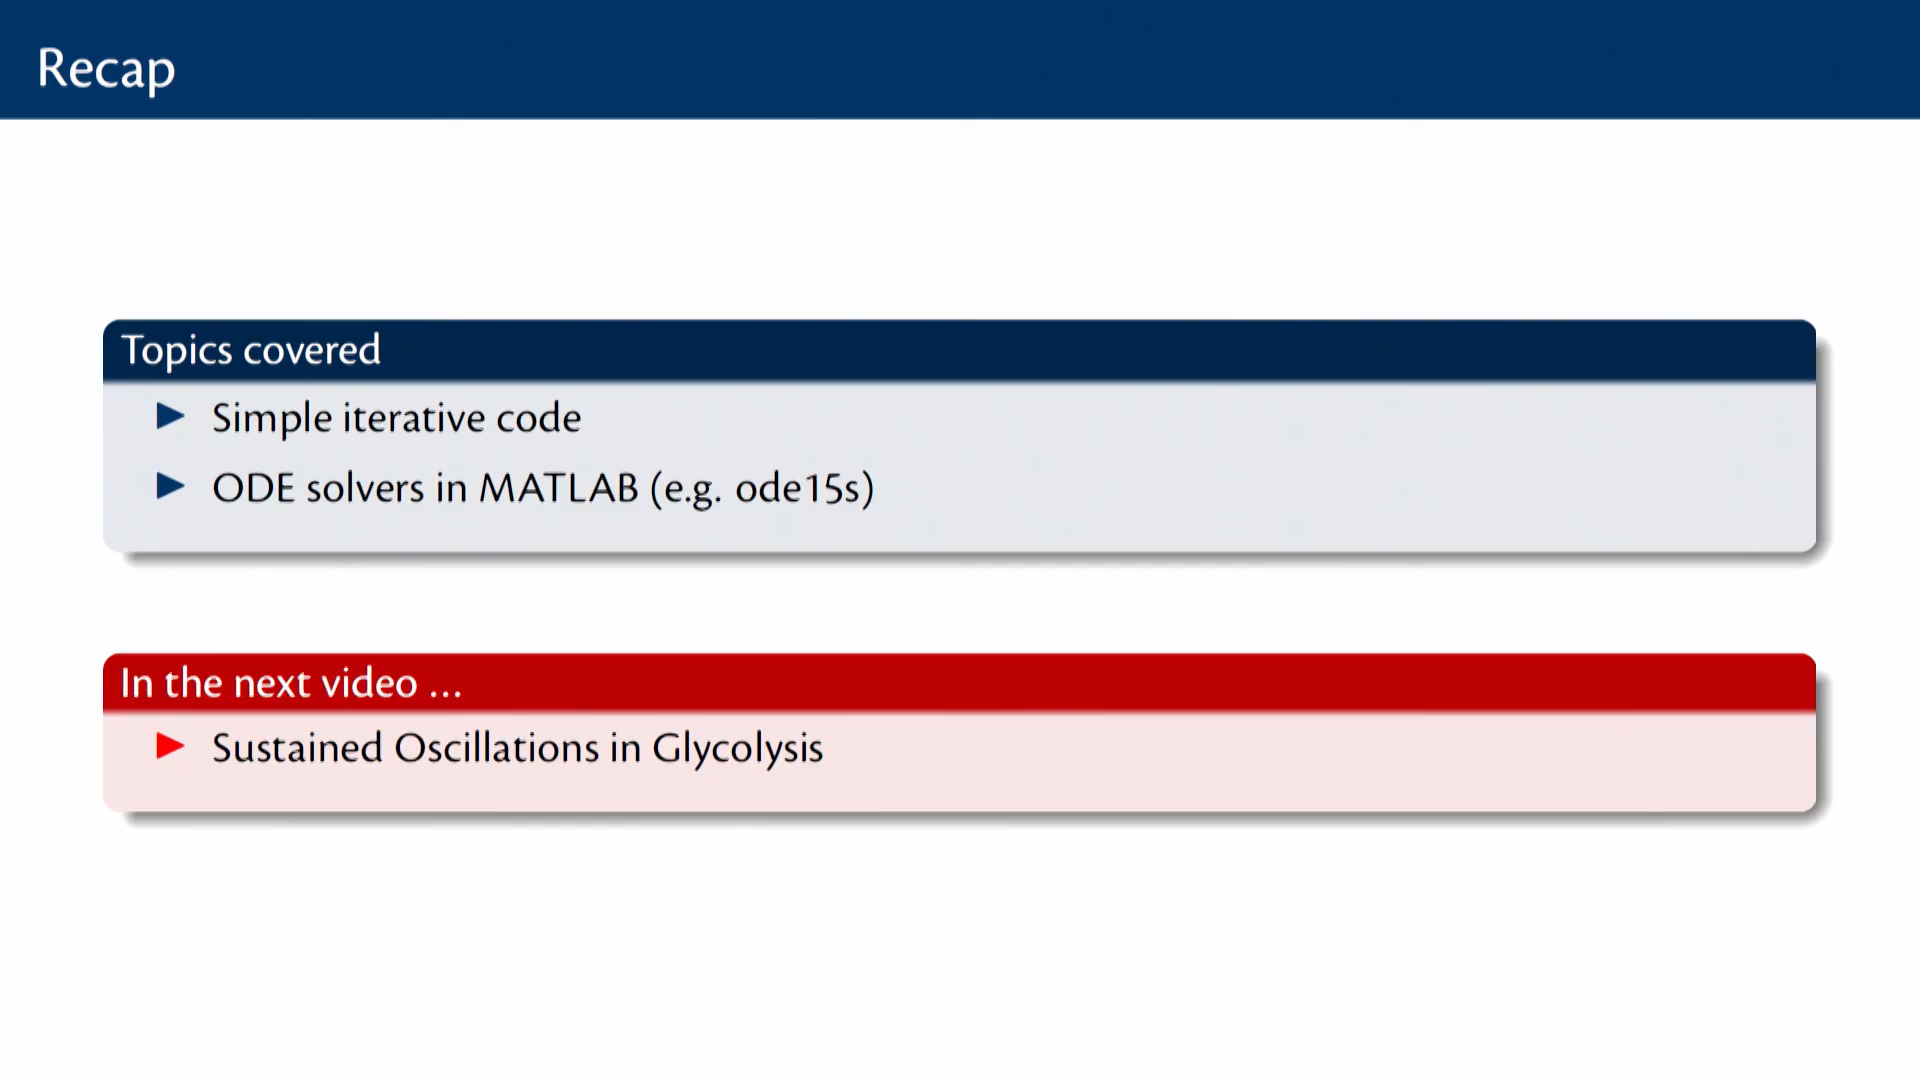 Recap
Topics covered
Simple iterative code
ODE solvers in MATLAB (e.g. ode15s)
In the next video ...
Sustained Oscillations in Glycolysis